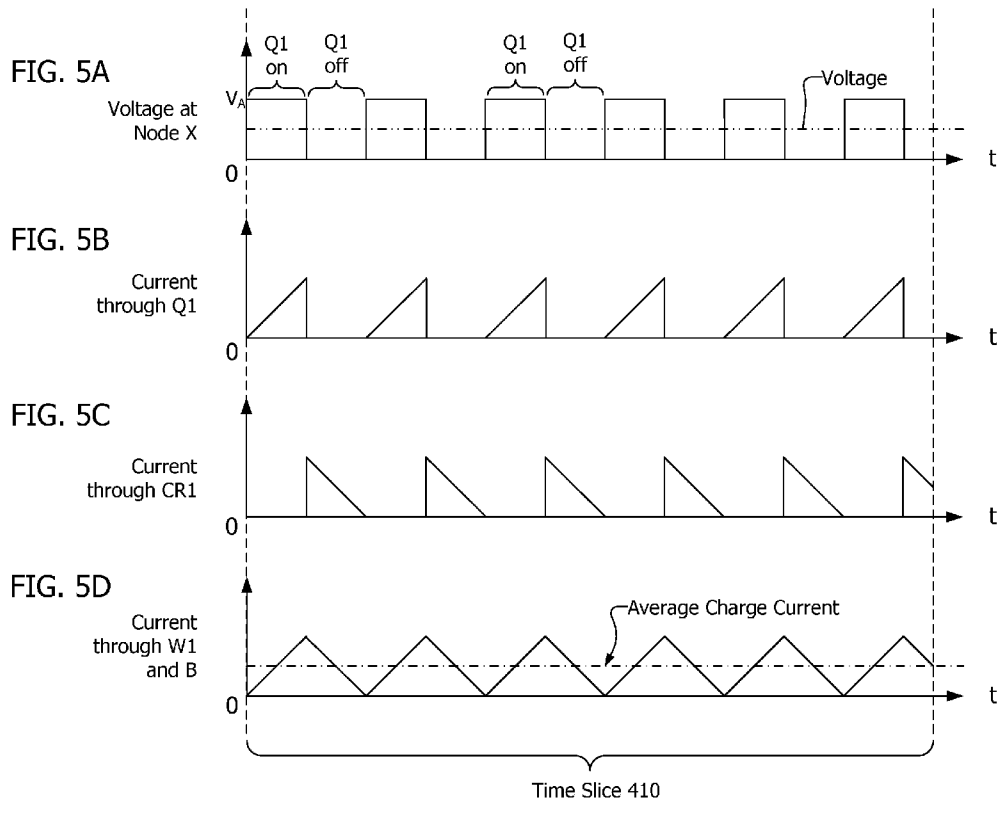 FIG. 5A
Voltage at
Node X
VA
0
Q1
on
Q1
off
Q1
on
Q1
off
Voltage
t
FIG. 5B
Current
through Q1
0
t
FIG. 5C
Current
through CR1
0
t
FIG. 5D
Current
through W1
and B
0
Average Charge Current
t
Time Slice 410